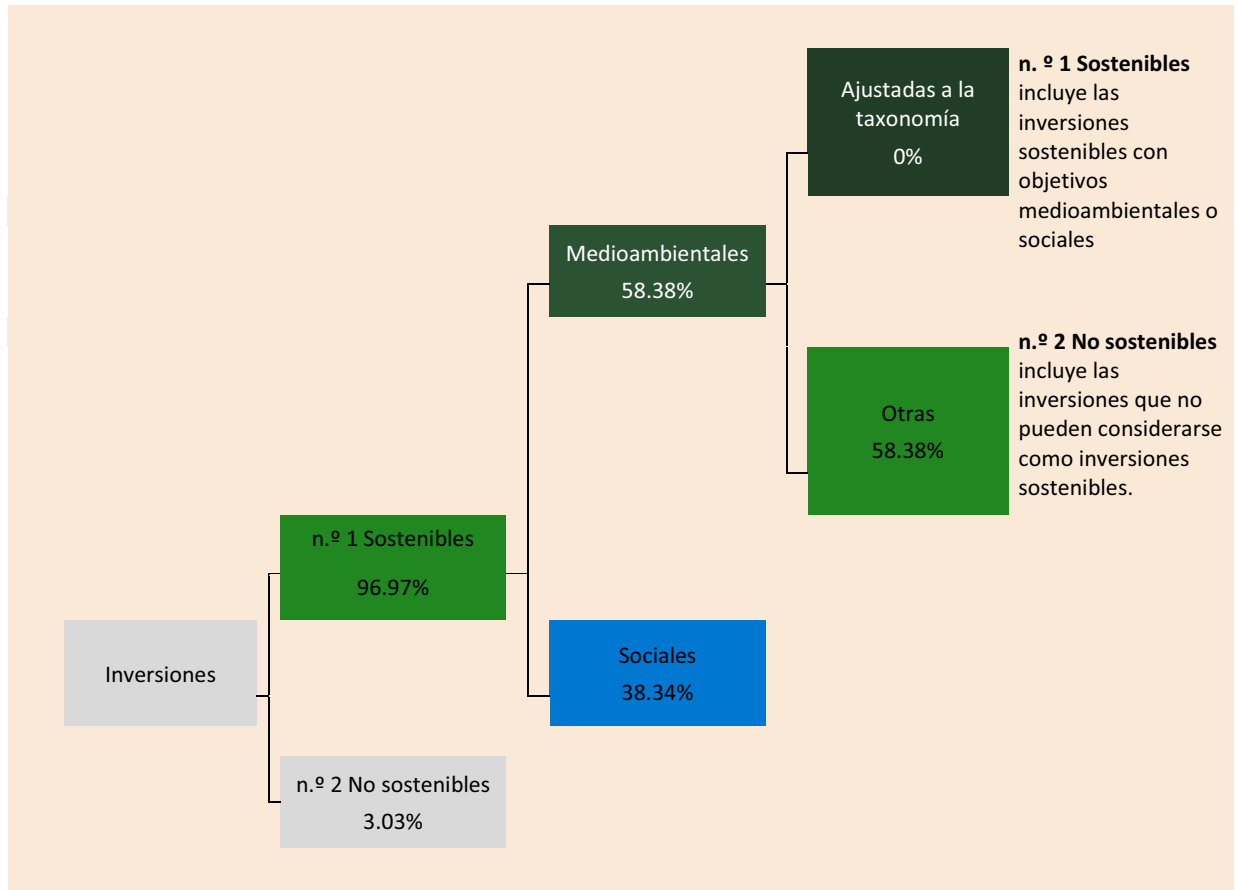 Ajustadas a la
taxonomía
0%
n. º 1 Sostenibles
incluye las
inversiones
sostenibles con
objetivos
medioambientales o
sociales
Medioambientales
58.38%
Otras
58.38%
n.º 2 No sostenibles
incluye las
inversiones que no
pueden considerarse
como inversiones
sostenibles.
n.º 1 Sostenibles
96.97%
Inversiones
Sociales
38.34%
n.º 2 No sostenibles
3.03%